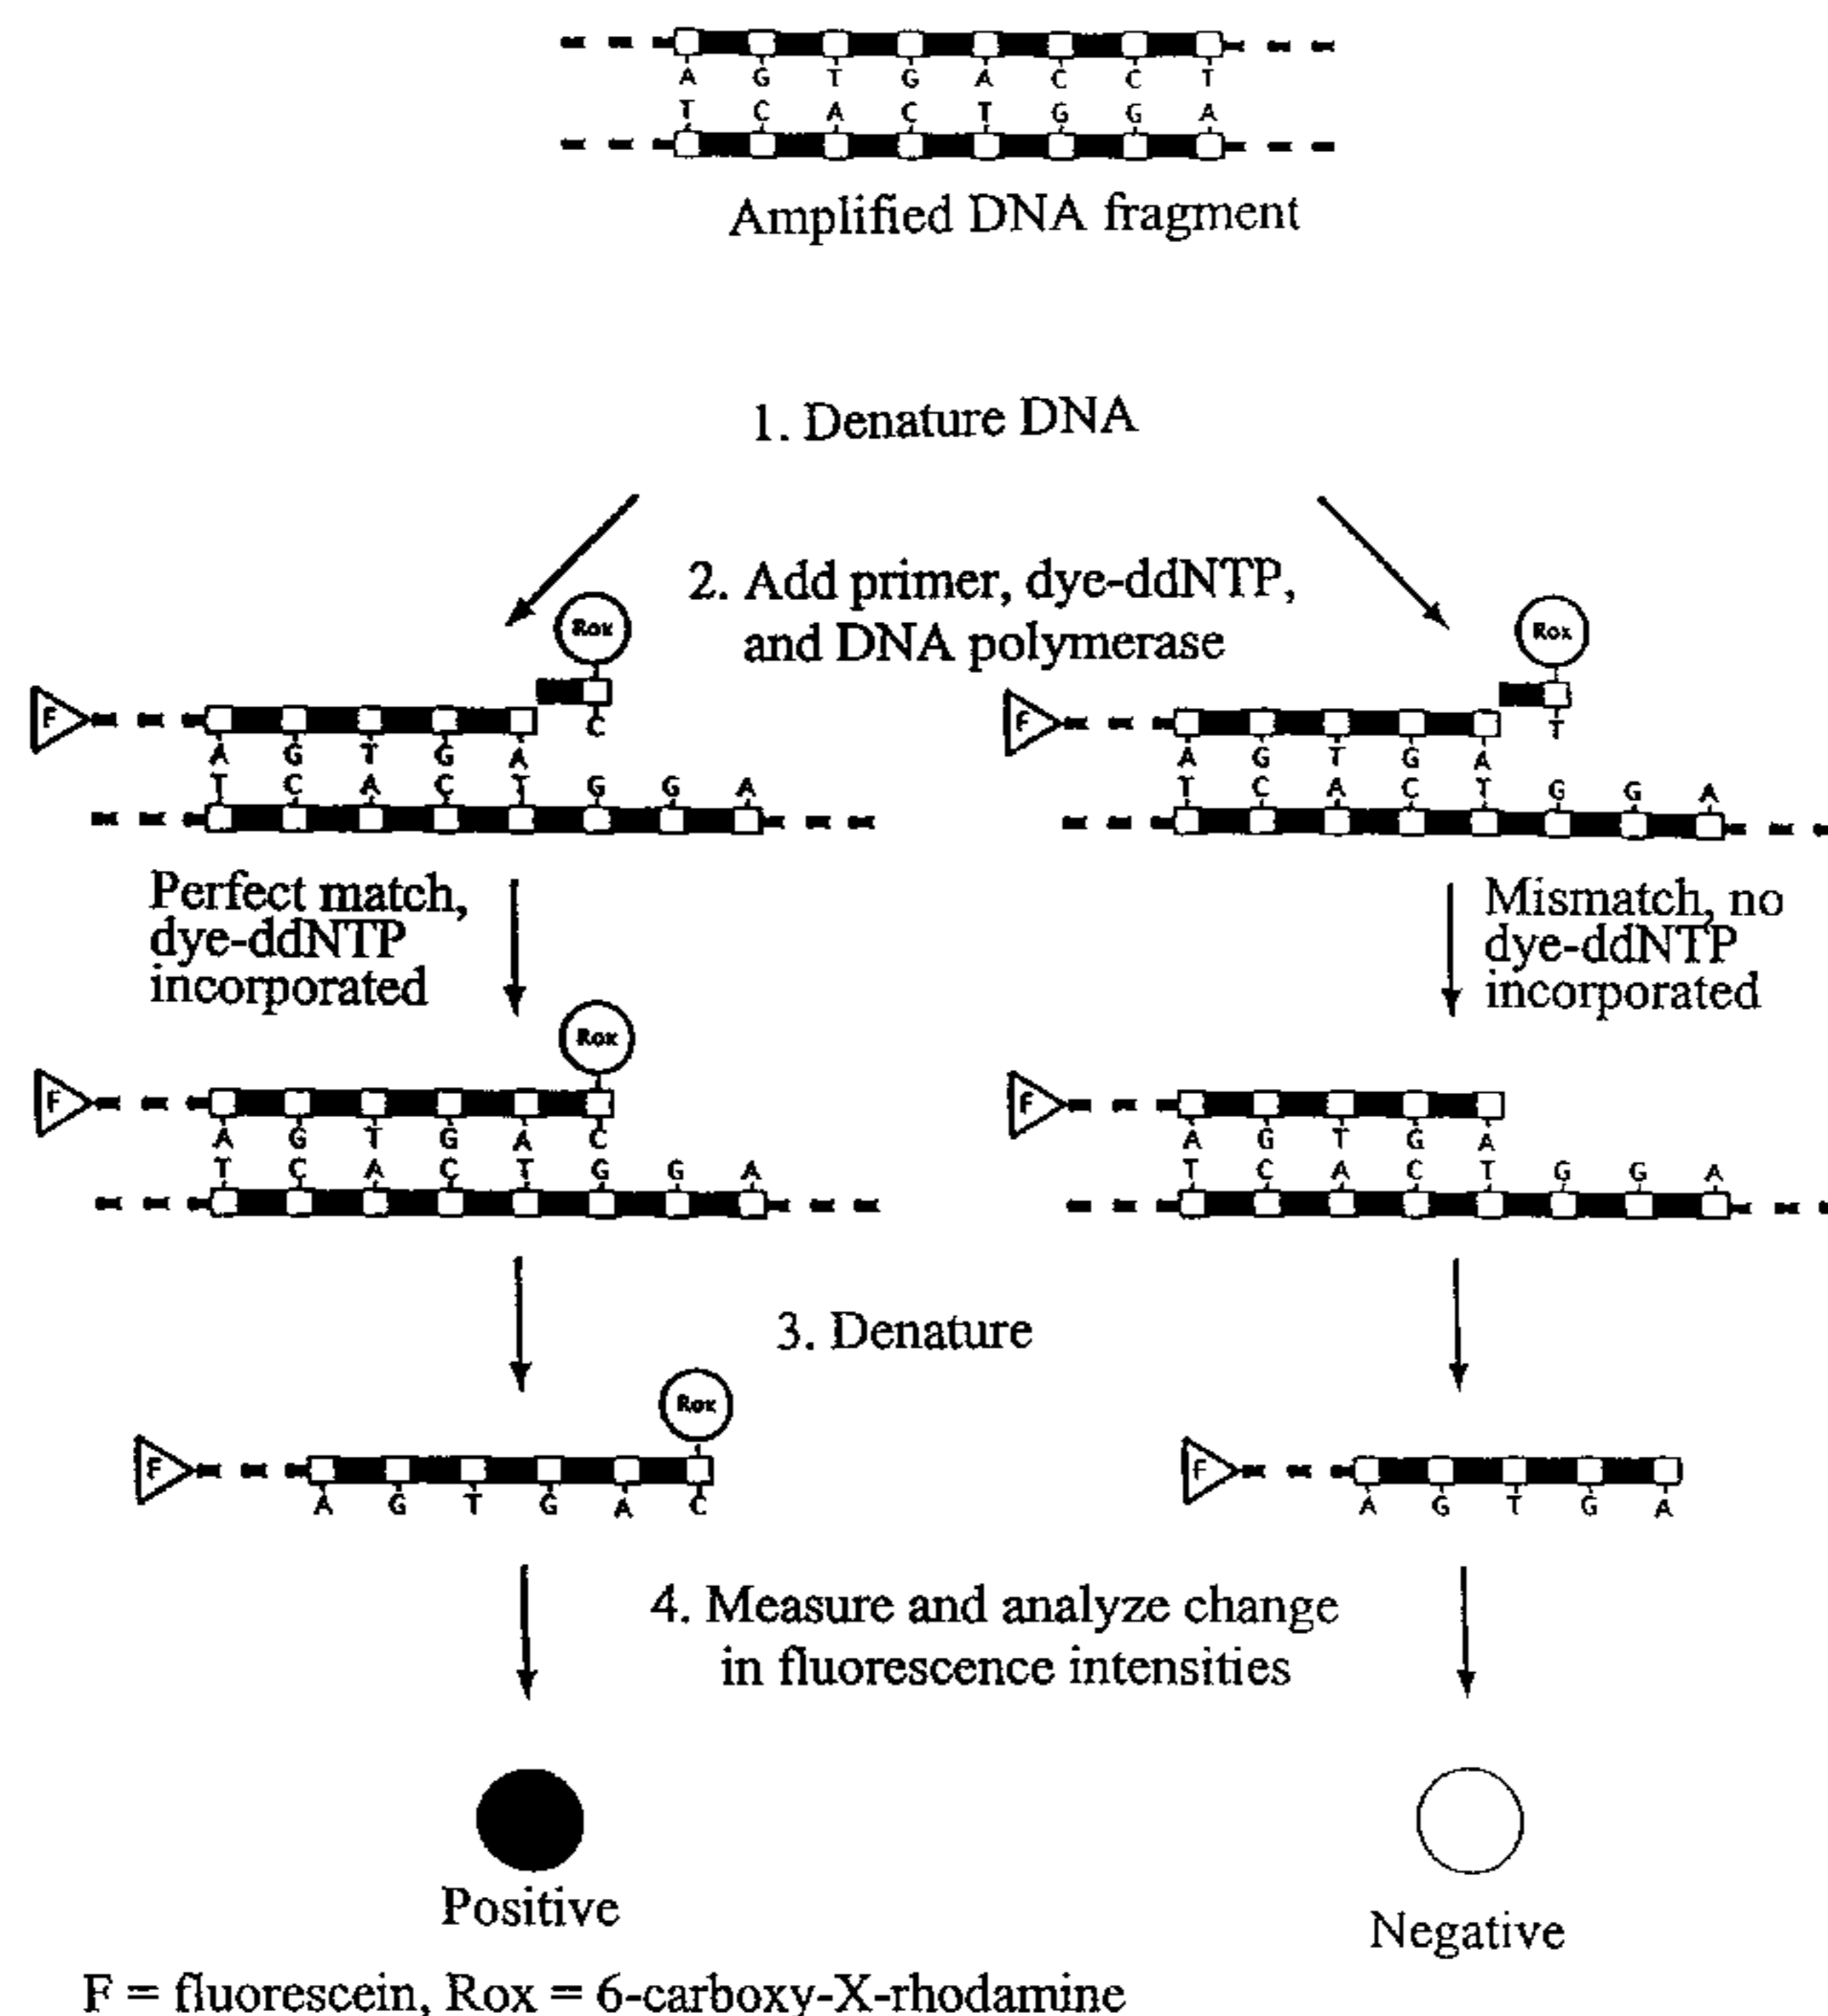 A G T G A C C T
T C A C T G G A
Amplified DNA fragment
1. Denature DNA
2. Add primer, dye-ddNTP,
and DNA polymerase
Rox
Rox
F
C
F
T
A G T G A
A G T G A
T C A C T G G A
T C A C T G G A
Perfect match,
dye-ddNTP
incorporated
Mismatch, no
dye-ddNTP
incorporated
Rox
F
F
A G T G A C
A G T G A
T C A C T G G A
T C A C T G G A
3. Denature
Rox
F
F
A G T G A C
A G T G A
4. Measure and analyze change
in fluorescence intensities
Positive
Negative
F = fluorescein, Rox = 6-carboxy-X-rhodamine